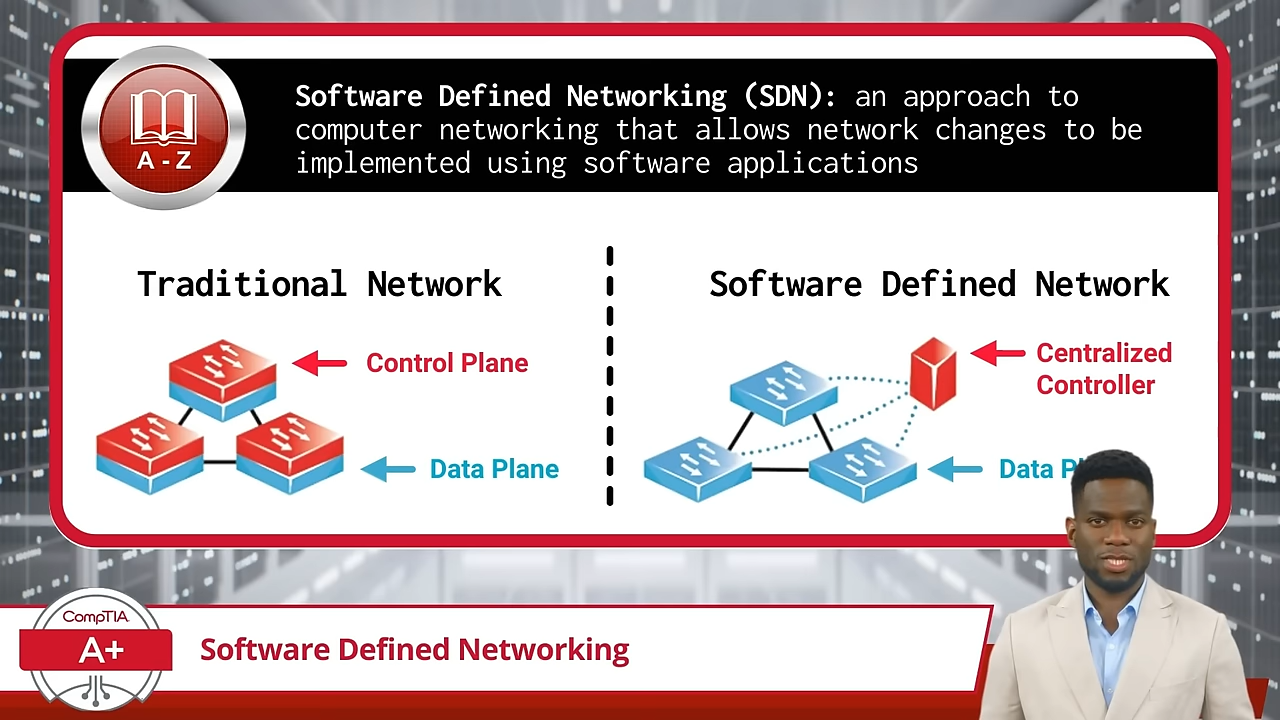 Software Defined Networking (SDN): an approach to
computer networking that allows network changes to be
implemented using software applications
A - Z
Traditional Network
Software Defined Network
Control Plane
Data Plane
Centralized
Controller
Data
CompTIA
A+
Software Defined Networking